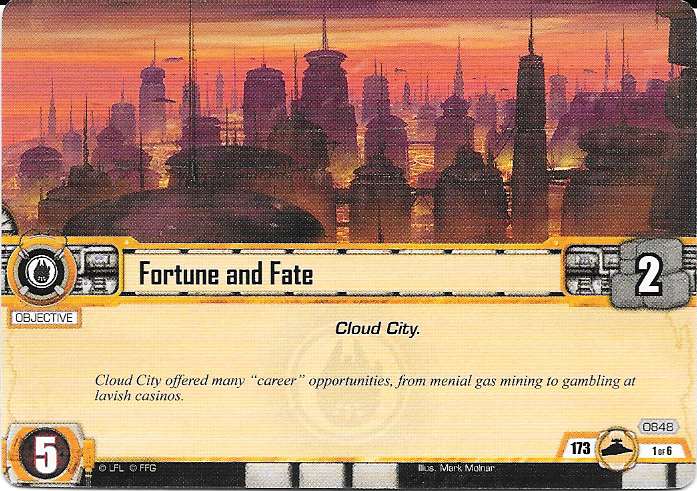 Fortune and Fate
2
OBJECTIVE
Cloud City.
Cloud City offered many “career” opportunities, from menial gas mining to gambling at
lavish casinos.
5
0848
173
1 OF 6
© LFL © FFG
Illus. Mark Molnar